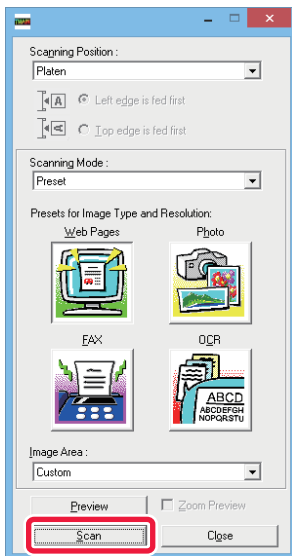 TWAIN
Scanning Position :
Platen
A Left edge is fed first
A Top edge is fed first
Scanning Mode :
Preset
Presets for Image Type and Resolution:
Web Pages Photo
FAX OCR
ABCD
ABCDEFGH
NOPQRSTU
Image Area :
Custom
Preview Zoom Preview
Scan Close